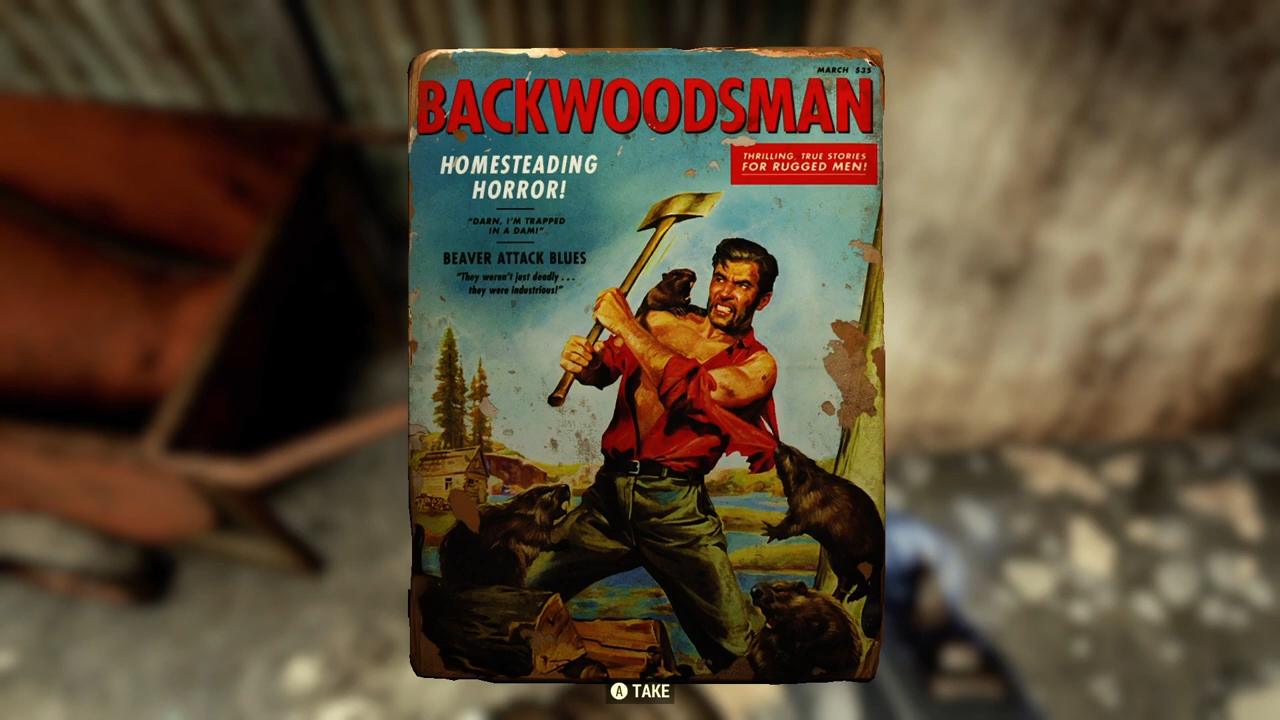 MARCH $35
BACKWOODSMAN
HOMESTEADING
HORROR!
THRILLING, TRUE STORIES
FOR RUGGED MEN!
"DARN, I'M TRAPPED
IN A DAM!"
BEAVER ATTACK BLUES
"They weren't just deadly . . .
they were industrious!"
A TAKE